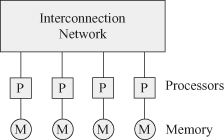 Interconnection
Network
P P P P Processors
M M M M Memory